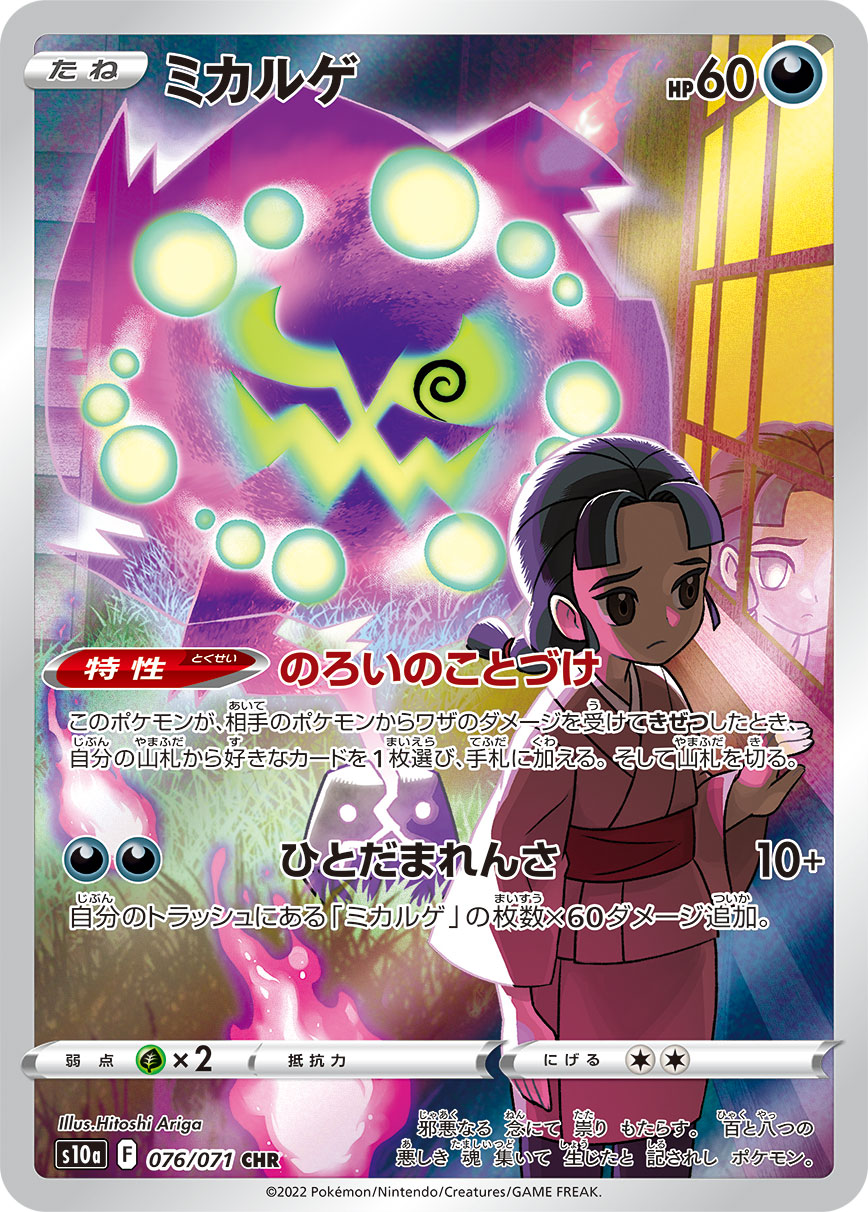 たね ミカルゲ HP60
特性 とくせい のろいのことづけ
このポケモンが、相手のポケモンからワザのダメージを受けてきぜつしたとき、
自分の山札から好きなカードを1枚選び、手札に加える。そして山札を切る。
ひとだまれんさ 10+
自分のトラッシュにある「ミカルゲ」の枚数×60ダメージ追加。
弱点 ×2 抵抗力 にげる
Illus.Hitoshi Ariga
邪悪なる 念にて 祟り もたらす。 百と八つの
悪しき 魂 集いて 生じたと 記されし ポケモン。
s10a F 076/071 CHR
©2022 Pokémon/Nintendo/Creatures/GAME FREAK.